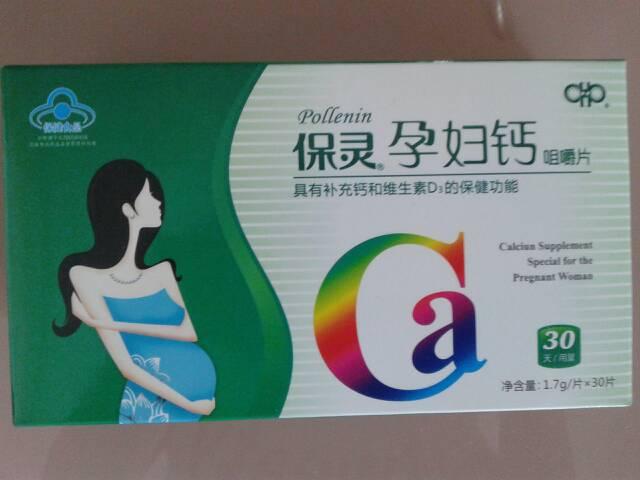 保健食品
Pollenin
保灵®孕妇钙 咀嚼片
具有补充钙和维生素D₃的保健功能
Ca
Calciun Supplement
Special for the
Pregnant Woman
30
天/用量
净含量: 1.7g/片×30片